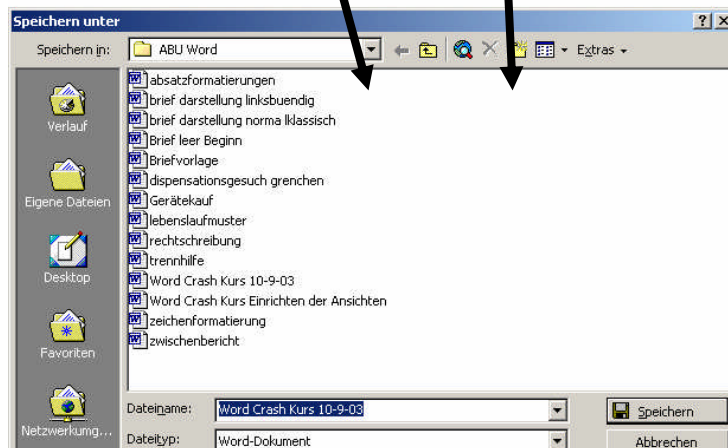 Speichern unter
Speichern in:
ABU Word
Extras
Verlauf
Eigene Dateien
Desktop
Favoriten
Netzwerkumg...
absatzformatierungen
brief darstellung linksbuendig
brief darstellung norma lklassisch
Brief leer Beginn
Briefvorlage
dispensationsgesuch grenchen
Gerätekauf
lebenslaufmuster
rechtschreibung
trennhilfe
Word Crash Kurs 10-9-03
Word Crash Kurs Einrichten der Ansichten
zeichenformatierung
zwischenbericht
Dateiname:
Word Crash Kurs 10-9-03
Speichern
Dateityp:
Word-Dokument
Abbrechen